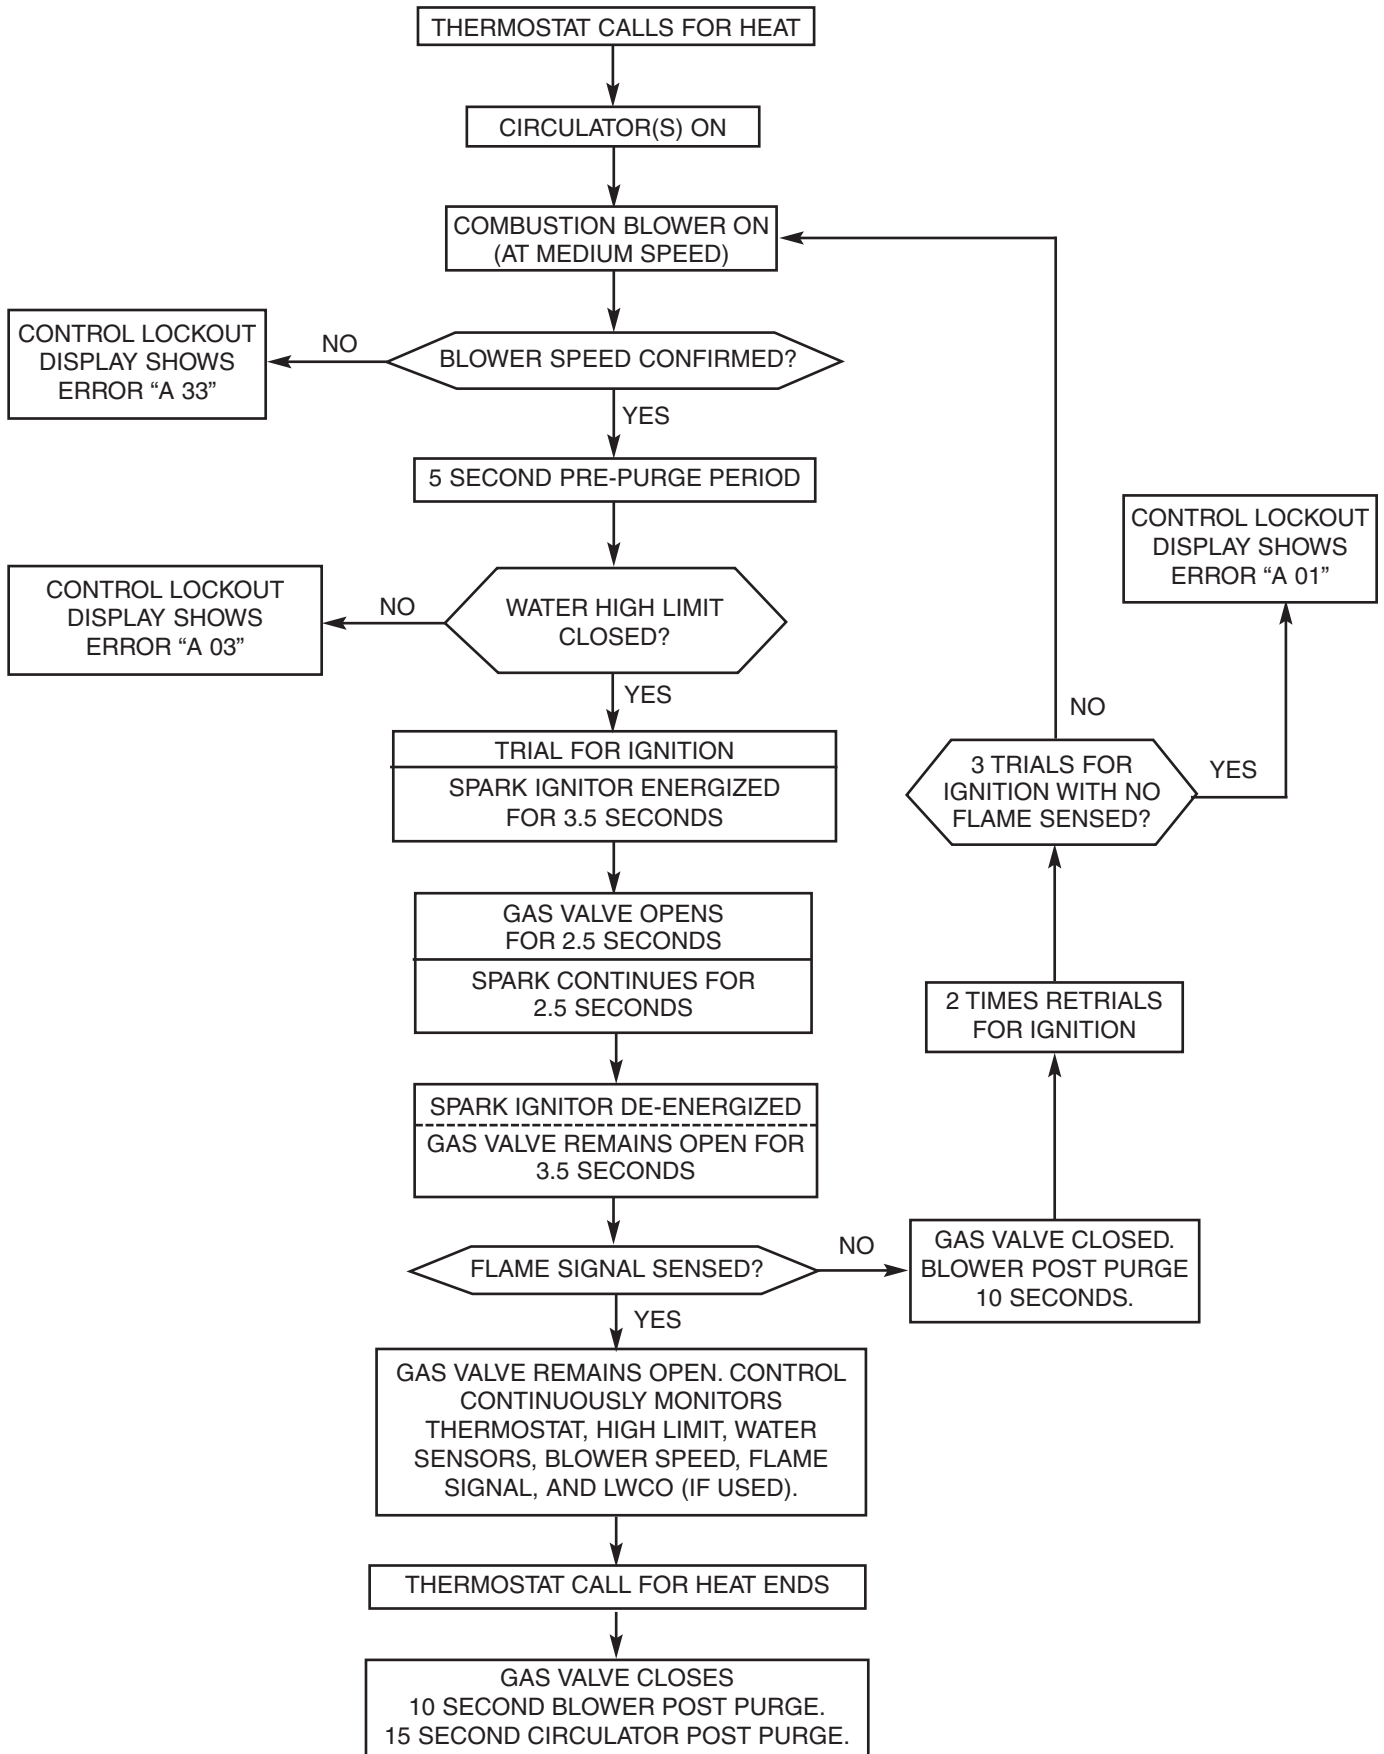 THERMOSTAT CALLS FOR HEAT
CIRCULATOR(S) ON
COMBUSTION BLOWER ON
(AT MEDIUM SPEED)
CONTROL LOCKOUT
DISPLAY SHOWS
ERROR “A 33”
NO
BLOWER SPEED CONFIRMED?
YES
5 SECOND PRE-PURGE PERIOD
CONTROL LOCKOUT
DISPLAY SHOWS
ERROR “A 03”
NO
WATER HIGH LIMIT
CLOSED?
YES
TRIAL FOR IGNITION
SPARK IGNITOR ENERGIZED
FOR 3.5 SECONDS
GAS VALVE OPENS
FOR 2.5 SECONDS
SPARK CONTINUES FOR
2.5 SECONDS
SPARK IGNITOR DE-ENERGIZED
GAS VALVE REMAINS OPEN FOR
3.5 SECONDS
FLAME SIGNAL SENSED?
NO
GAS VALVE CLOSED.
BLOWER POST PURGE
10 SECONDS.
2 TIMES RETRIALS
FOR IGNITION
3 TRIALS FOR
IGNITION WITH NO
FLAME SENSED?
NO
YES
CONTROL LOCKOUT
DISPLAY SHOWS
ERROR “A 01”
YES
GAS VALVE REMAINS OPEN. CONTROL
CONTINUOUSLY MONITORS
THERMOSTAT, HIGH LIMIT, WATER
SENSORS, BLOWER SPEED, FLAME
SIGNAL, AND LWCO (IF USED).
THERMOSTAT CALL FOR HEAT ENDS
GAS VALVE CLOSES
10 SECOND BLOWER POST PURGE.
15 SECOND CIRCULATOR POST PURGE.